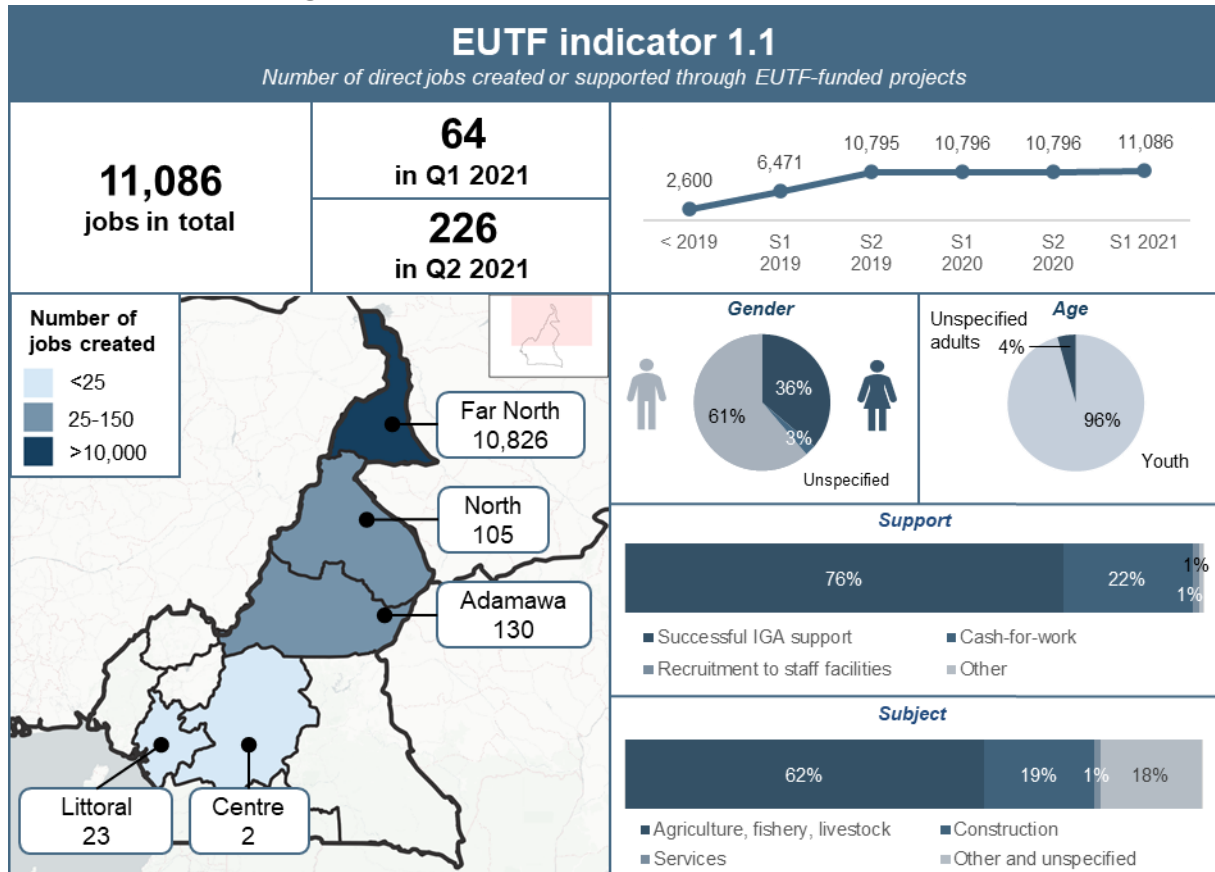 EUTF indicator 1.1
Number of direct jobs created or supported through EUTF-funded projects
11,086
jobs in total
64
in Q1 2021
226
in Q2 2021
2,600
6,471
10,795
10,796
10,796
11,086
< 2019
S1
2019
S2
2019
S1
2020
S2
2020
S1 2021
Number of
jobs created
<25
25-150
>10,000
Far North
10,826
North
105
Adamawa
130
Littoral
23
Centre
2
Gender
36%
61%
3%
Unspecified
Age
Unspecified
adults
4%
96%
Youth
Support
76%
22%
1%
1%
Successful IGA support
Cash-for-work
Recruitment to staff facilities
Other
Subject
62%
19%
1%
18%
Agriculture, fishery, livestock
Construction
Services
Other and unspecified